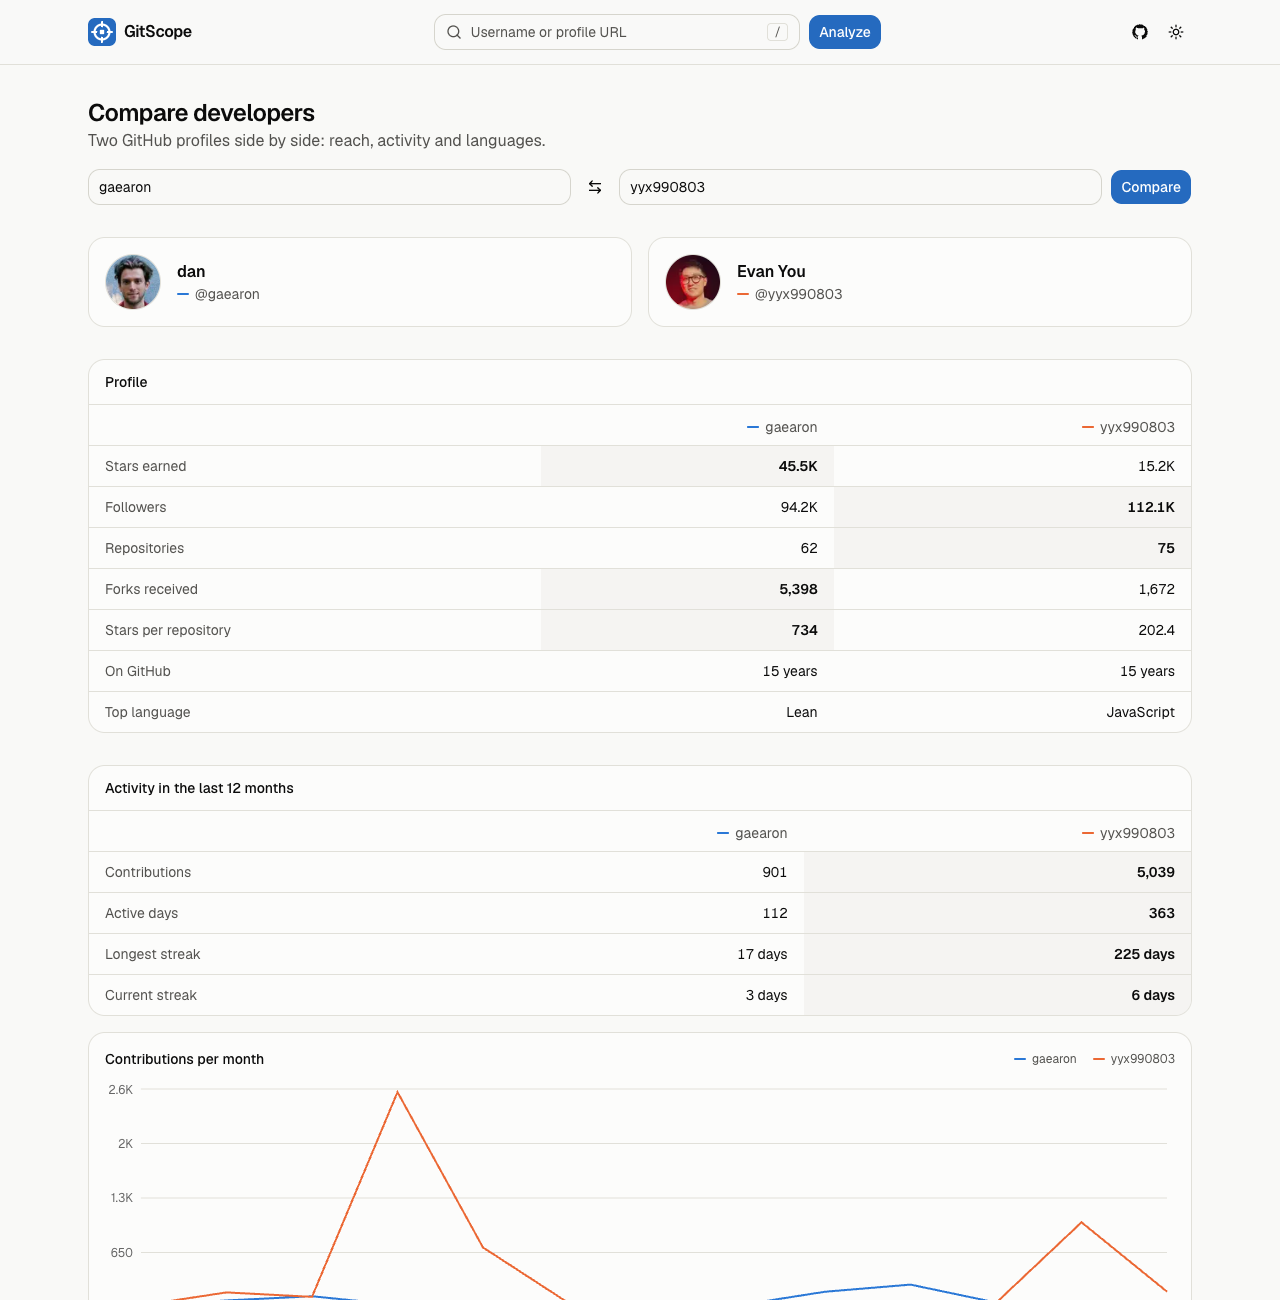 GitScope
Username or profile URL
/
Analyze
Compare developers
Two GitHub profiles side by side: reach, activity and languages.
gaearon
yyx990803
Compare
dan
@gaearon
Evan You
@yyx990803
Profile
gaearon yyx990803
Stars earned 45.5K 15.2K
Followers 94.2K 112.1K
Repositories 62 75
Forks received 5,398 1,672
Stars per repository 734 202.4
On GitHub 15 years 15 years
Top language Lean JavaScript
Activity in the last 12 months
gaearon yyx990803
Contributions 901 5,039
Active days 112 363
Longest streak 17 days 225 days
Current streak 3 days 6 days
Contributions per month gaearon yyx990803
2.6K
2K
1.3K
650